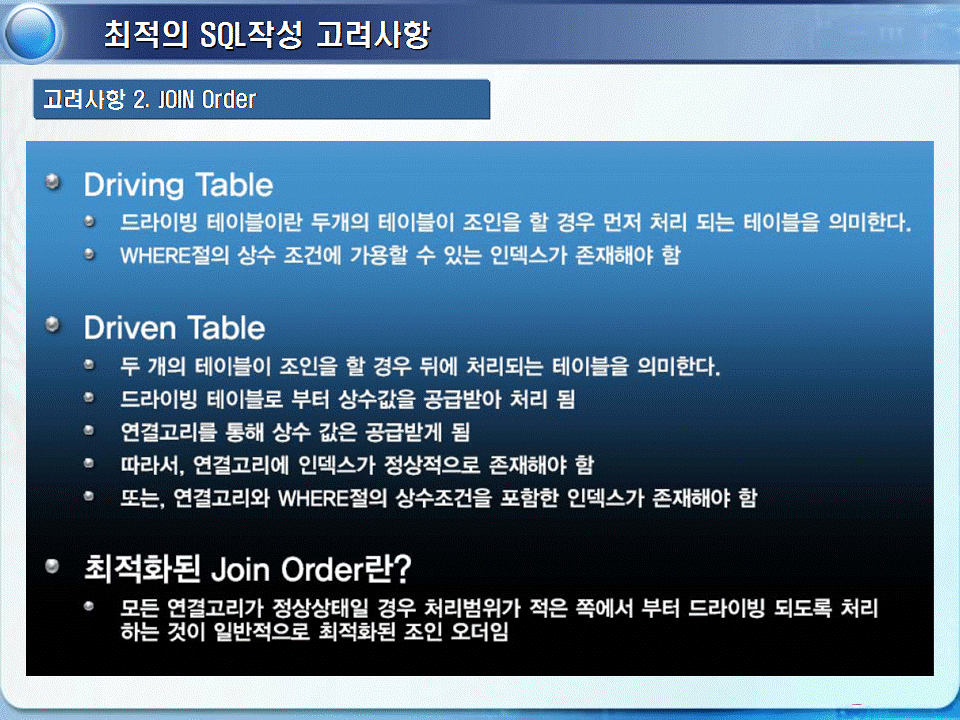 최적의 SQL작성 고려사항
고려사항 2. JOIN Order
Driving Table
드라이빙 테이블이란 두개의 테이블이 조인을 할 경우 먼저 처리 되는 테이블을 의미한다.
WHERE절의 상수 조건에 가용할 수 있는 인덱스가 존재해야 함
Driven Table
두 개의 테이블이 조인을 할 경우 뒤에 처리되는 테이블을 의미한다.
드라이빙 테이블로 부터 상수값을 공급받아 처리 됨
연결고리를 통해 상수 값은 공급받게 됨
따라서, 연결고리에 인덱스가 정상적으로 존재해야 함
또는, 연결고리와 WHERE절의 상수조건을 포함한 인덱스가 존재해야 함
최적화된 Join Order란?
모든 연결고리가 정상상태일 경우 처리범위가 적은 쪽에서 부터 드라이빙 되도록 처리
하는 것이 일반적으로 최적화된 조인 오더임